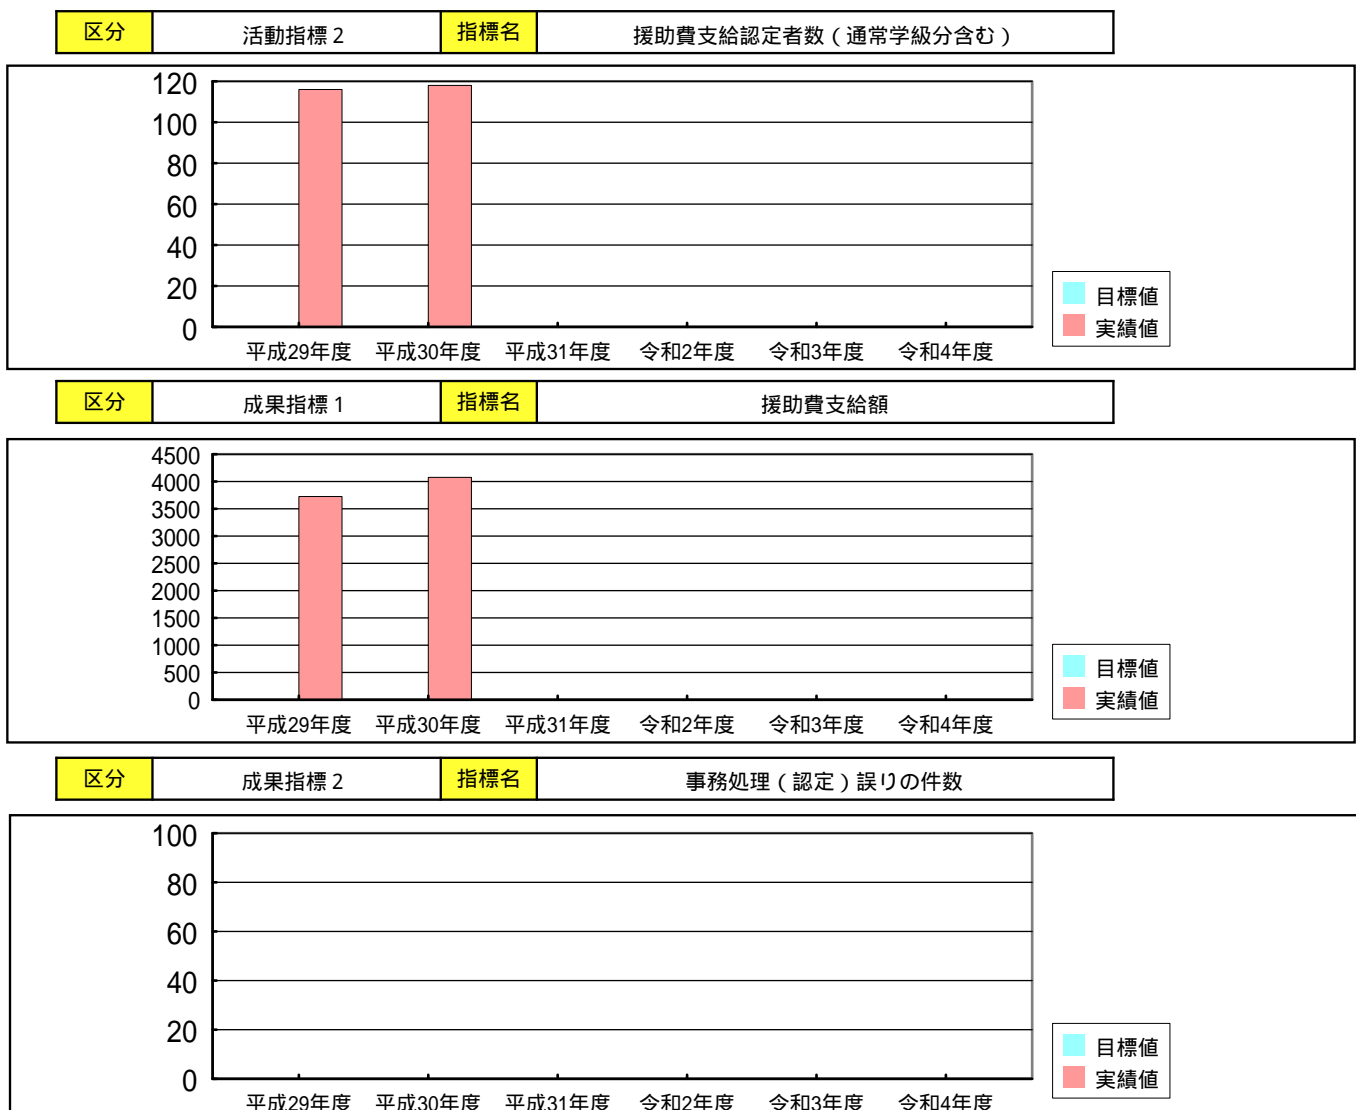 区分 活動指標２ 指標名 援助費支給認定者数（通常学級分含む）
120
100
80
60
40
20
0
平成29年度 平成30年度 平成31年度 令和2年度 令和3年度 令和4年度
目標値
実績値
区分 成果指標１ 指標名 援助費支給額
4500
4000
3500
3000
2500
2000
1500
1000
500
0
平成29年度 平成30年度 平成31年度 令和2年度 令和3年度 令和4年度
目標値
実績値
区分 成果指標２ 指標名 事務処理（認定）誤りの件数
100
80
60
40
20
0
平成29年度 平成30年度 平成31年度 令和2年度 令和3年度 令和4年度
目標値
実績値